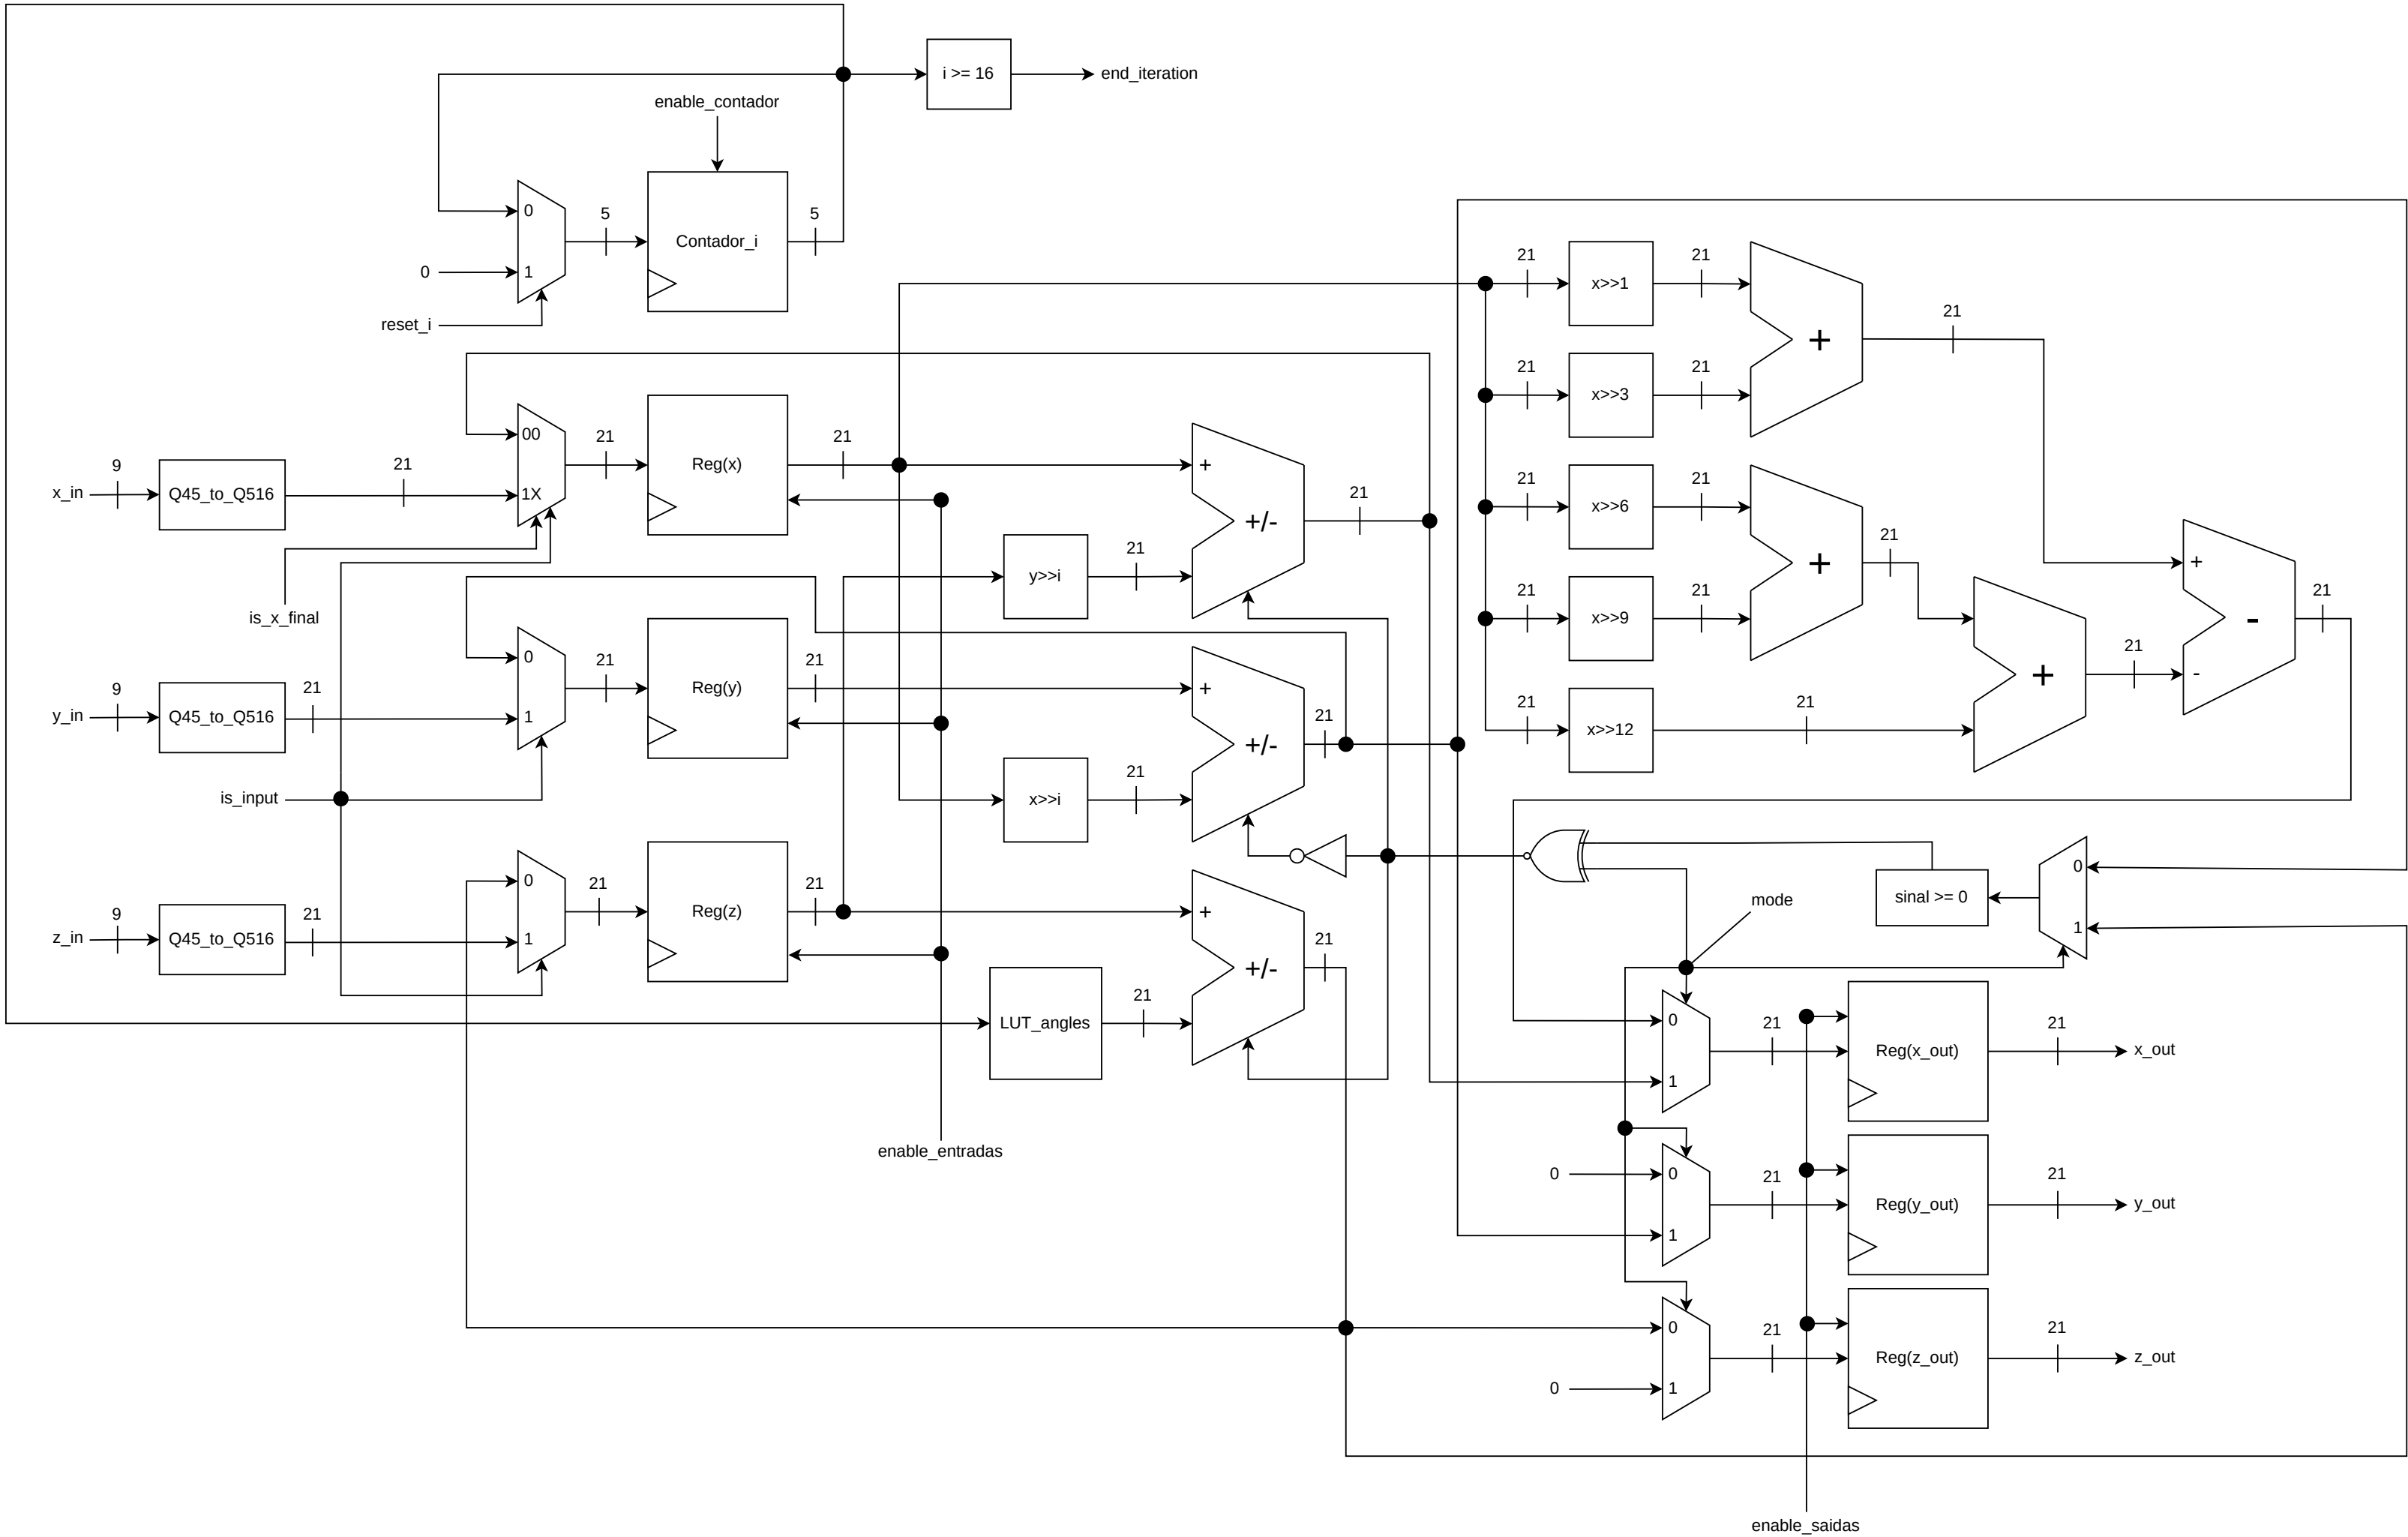 i >= 16
end_iteration
enable_contador
0
5
Contador_i
5
0
1
reset_i
21
x>>1
21
+
21
21
x>>3
21
00
21
Reg(x)
21
+
9
x_in
Q45_to_Q516
21
1X
+/-
21
is_x_final
y>>i
21
21
x>>6
21
+
21
21
x>>9
21
+
21
+
-
-
21
21
x>>12
21
0
21
Reg(y)
21
+
9
y_in
Q45_to_Q516
21
1
+/-
21
is_input
x>>i
21
0
sinal >= 0
1
mode
0
21
Reg(z)
21
+
9
z_in
Q45_to_Q516
21
1
+/-
21
LUT_angles
21
enable_entradas
0
1
21
Reg(x_out)
21
x_out
0
0
1
21
Reg(y_out)
21
y_out
0
0
1
21
Reg(z_out)
21
z_out
enable_saidas